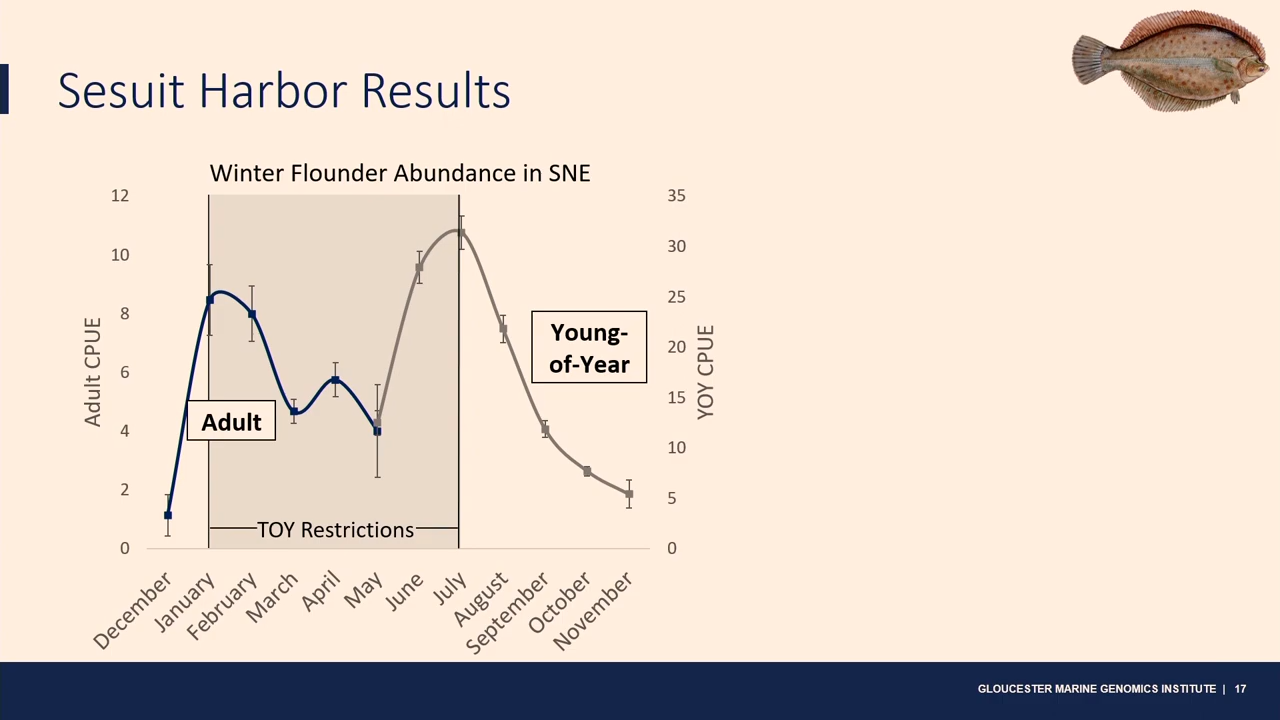 Sesuit Harbor Results
Winter Flounder Abundance in SNE
12
10
8
6
4
2
0
Adult CPUE
35
30
25
20
15
10
5
0
YOY CPUE
Adult
Young-
of-Year
TOY Restrictions
December
January
February
March
April
May
June
July
August
September
October
November
GLOUCESTER MARINE GENOMICS INSTITUTE | 17